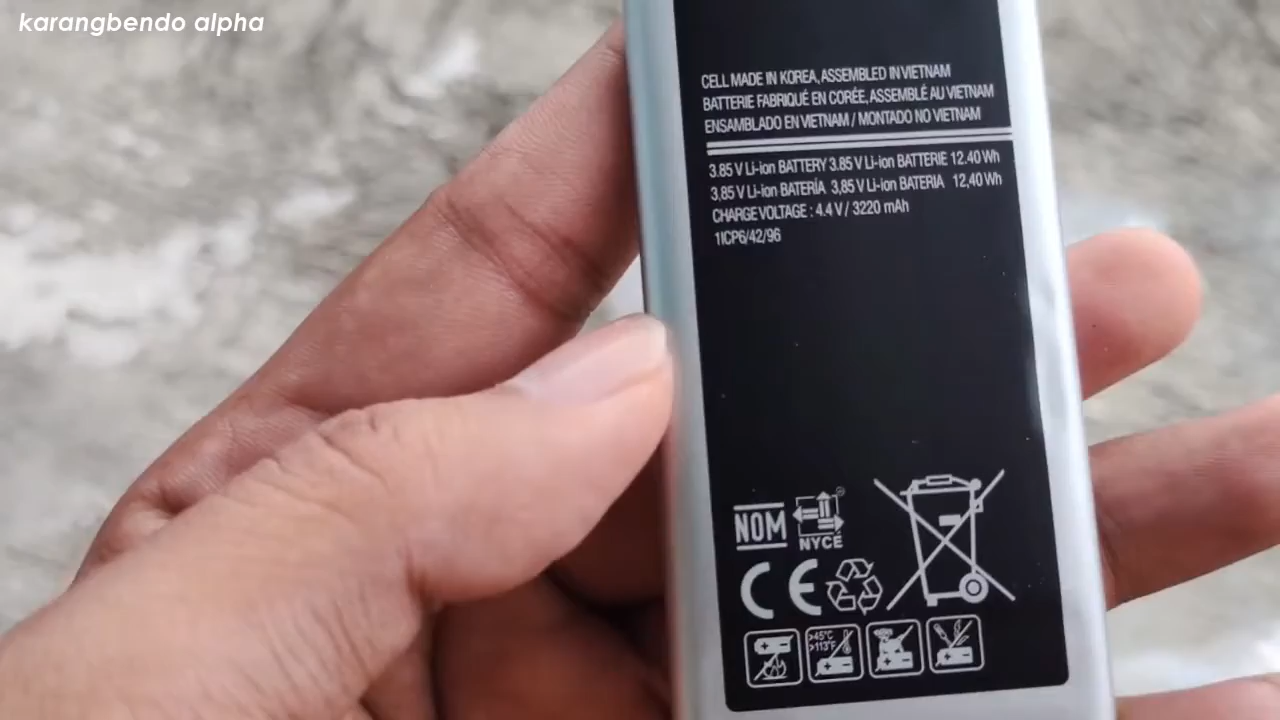 karangbendo alpha
CELL MADE IN KOREA, ASSEMBLED IN VIETNAM
BATTERIE FABRIQUÉ EN CORÉE, ASSEMBLÉ AU VIETNAM
ENSAMBLADO EN VIETNAM / MONTADO NO VIETNAM
3.85 V Li-ion BATTERY 3.85 V Li-ion BATTERIE 12.40 Wh
3,85 V Li-ion BATERÍA 3,85 V Li-ion BATERIA 12,40 Wh
CHARGE VOLTAGE : 4.4 V / 3220 mAh
1ICP6/42/96
NOM
NYCE
CE
>45°C
>113°F